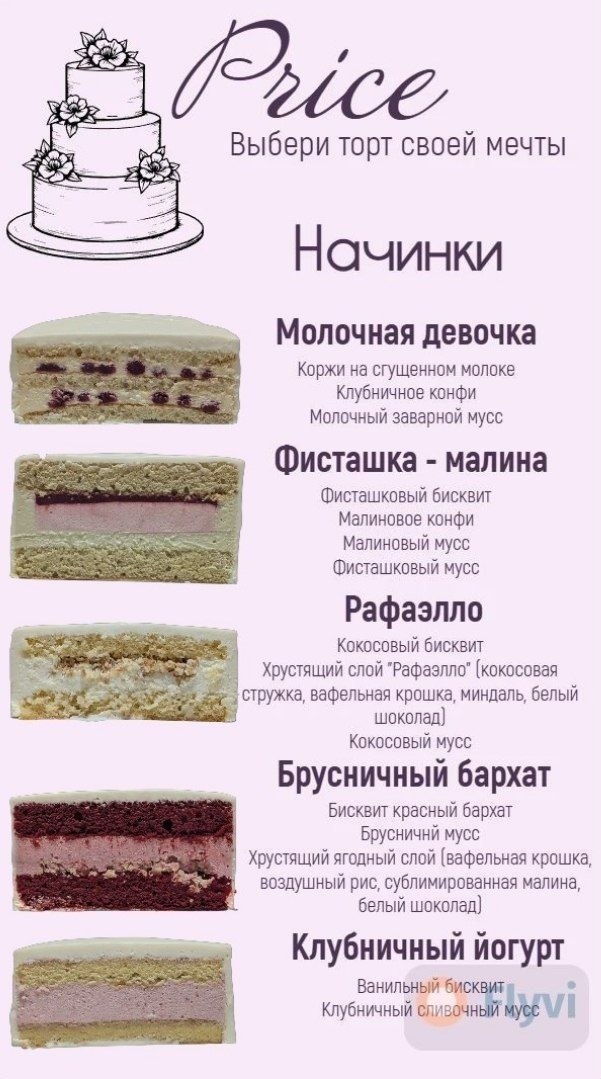 Price
Выбери торт своей мечты
Начинки
Молочная девочка
Коржи на сгущенном молоке
Клубничное конфи
Молочный заварной мусс
Фисташка - малина
Фисташковый бисквит
Малиновое конфи
Малиновый мусс
Фисташковый мусс
Рафаэлло
Кокосовый бисквит
Хрустящий слой "Рафаэлло" (кокосовая
стружка, вафельная крошка, миндаль, белый
шоколад)
Кокосовый мусс
Брусничный бархат
Бисквит красный бархат
Брусничнй мусс
Хрустящий ягодный слой (вафельная крошка,
воздушный рис, сублимированная малина,
белый шоколад)
Клубничный йогурт
Ванильный бисквит
Клубничный сливочный мусс
Flyvi